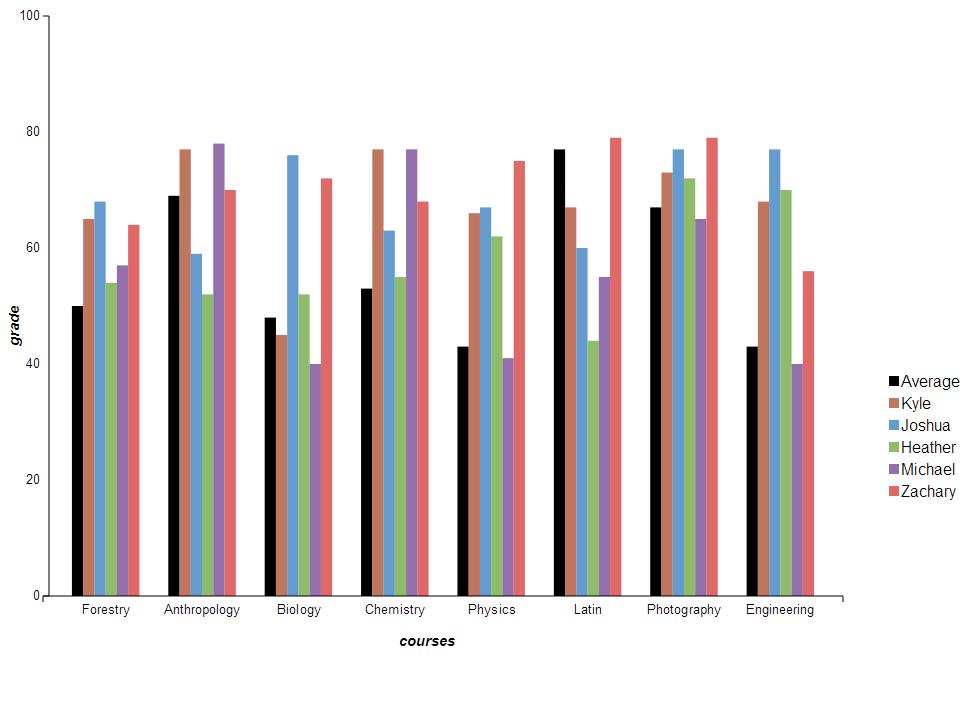 100
80
60
40
20
0
grade
Forestry Anthropology Biology Chemistry Physics Latin Photography Engineering
courses
Average
Kyle
Joshua
Heather
Michael
Zachary